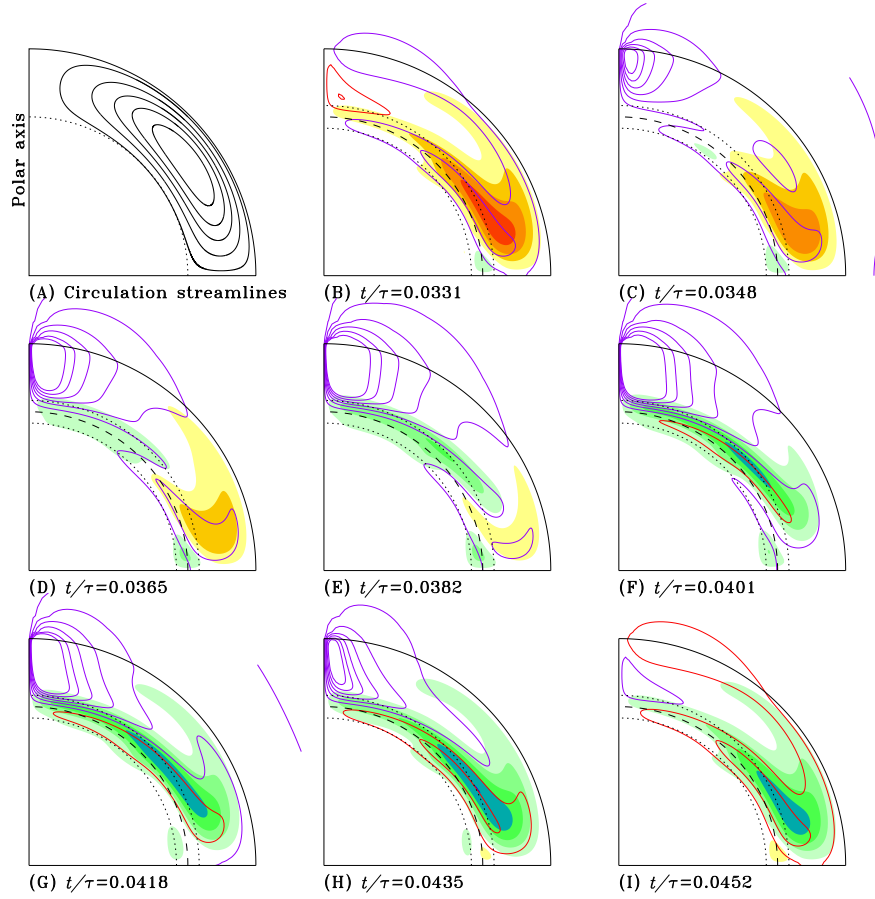 Polar axis
(A) Circulation streamlines
(B) t/τ=0.0331
(C) t/τ=0.0348
(D) t/τ=0.0365
(E) t/τ=0.0382
(F) t/τ=0.0401
(G) t/τ=0.0418
(H) t/τ=0.0435
(I) t/τ=0.0452